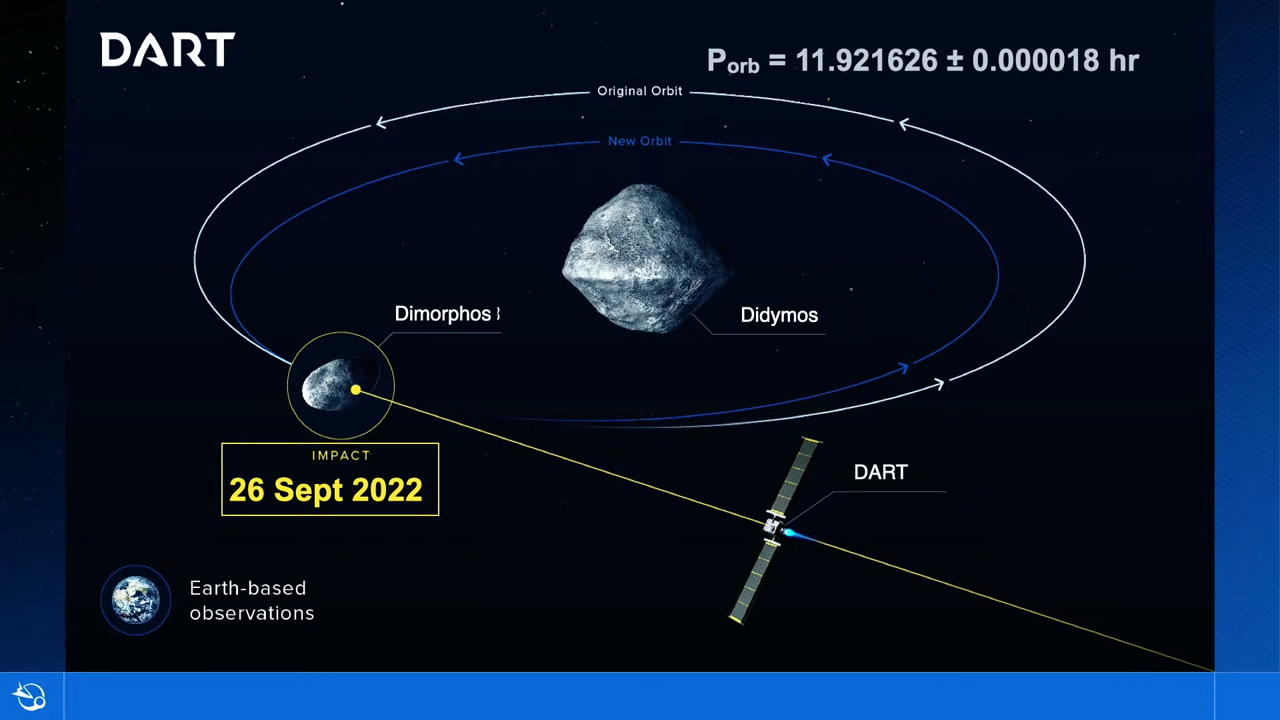 DART
Porb = 11.921626 ± 0.000018 hr
Original Orbit
New Orbit
Dimorphos
Didymos
IMPACT
26 Sept 2022
DART
Earth-based
observations